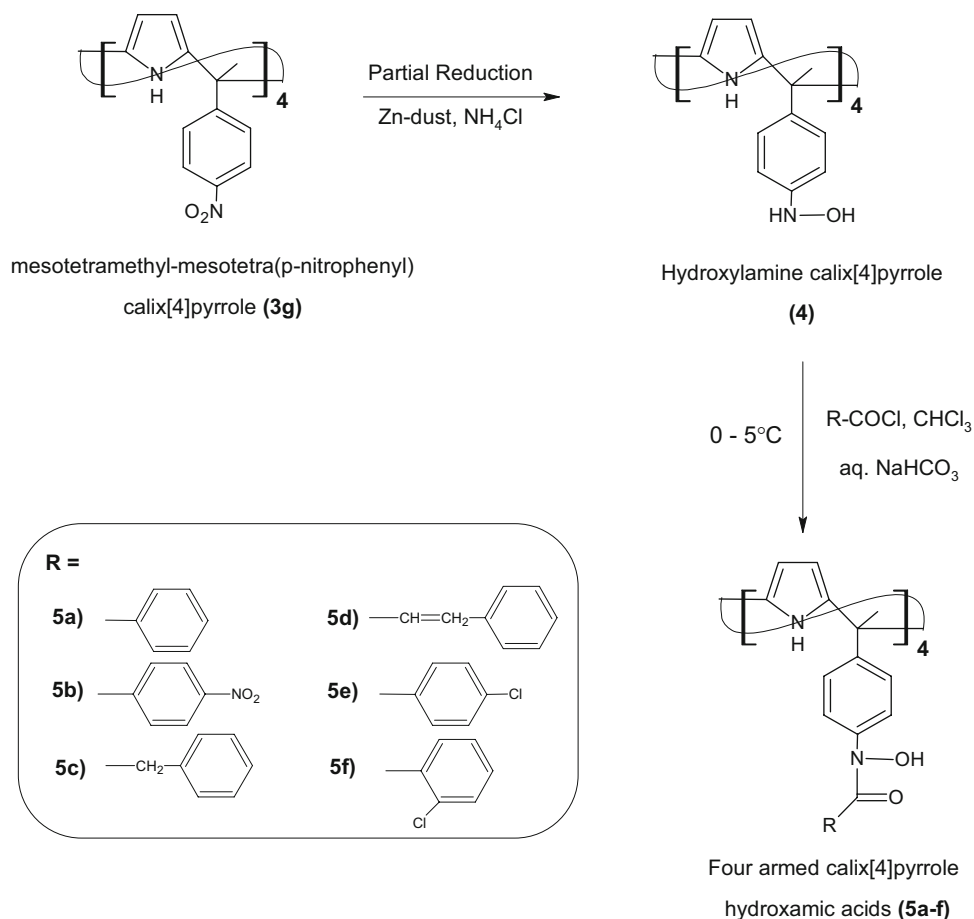 N
H
4
O₂N
mesotetramethyl-mesotetra(p-nitrophenyl)
calix[4]pyrrole (3g)
Partial Reduction
Zn-dust, NH₄Cl
N
H
4
HN—OH
Hydroxylamine calix[4]pyrrole
(4)
0 - 5°C
R-COCl, CHCl₃
aq. NaHCO₃
R =
5a)
5b)
NO₂
5c)
CH₂
5d)
CH=CH₂
5e)
Cl
5f)
Cl
N
H
4
N—OH
R
O
Four armed calix[4]pyrrole
hydroxamic acids (5a-f)